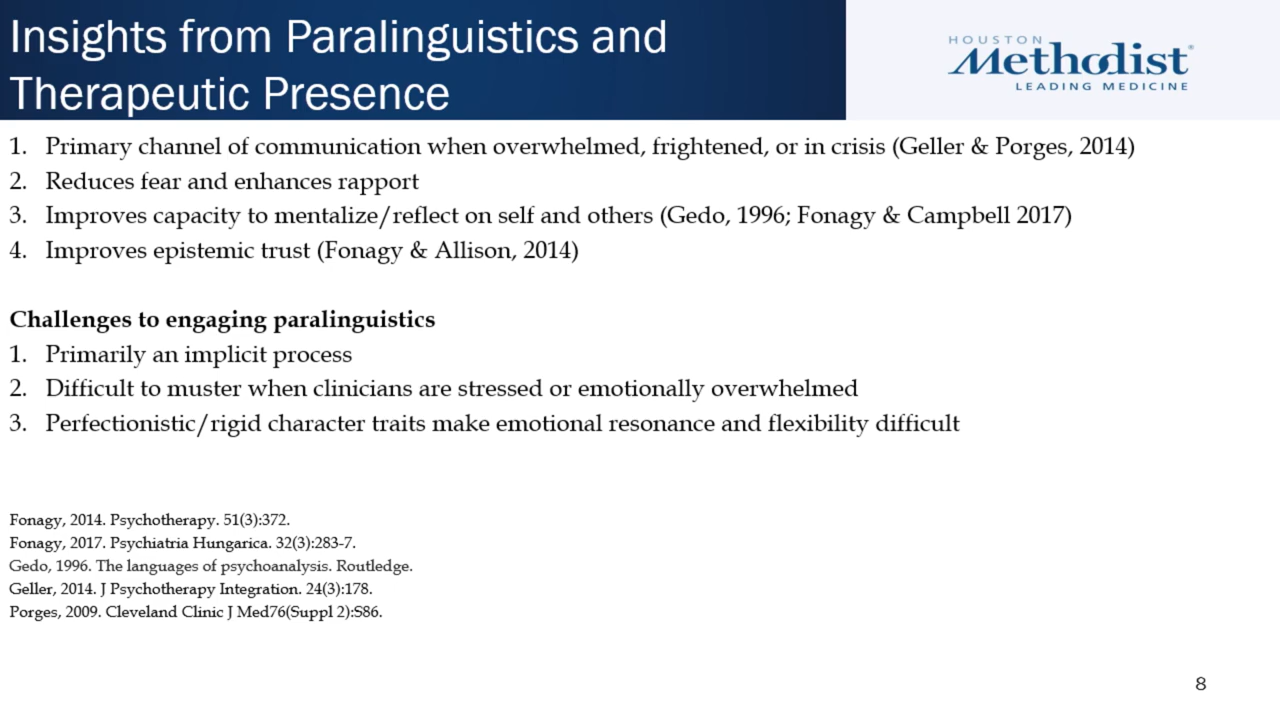 Insights from Paralinguistics and
Therapeutic Presence
HOUSTON
Methodist®
LEADING MEDICINE
1. Primary channel of communication when overwhelmed, frightened, or in crisis (Geller & Porges, 2014)
2. Reduces fear and enhances rapport
3. Improves capacity to mentalize/reflect on self and others (Gedo, 1996; Fonagy & Campbell 2017)
4. Improves epistemic trust (Fonagy & Allison, 2014)
Challenges to engaging paralinguistics
1. Primarily an implicit process
2. Difficult to muster when clinicians are stressed or emotionally overwhelmed
3. Perfectionistic/rigid character traits make emotional resonance and flexibility difficult
Fonagy, 2014. Psychotherapy. 51(3):372.
Fonagy, 2017. Psychiatria Hungarica. 32(3):283-7.
Gedo, 1996. The languages of psychoanalysis. Routledge.
Geller, 2014. J Psychotherapy Integration. 24(3):178.
Porges, 2009. Cleveland Clinic J Med76(Suppl 2):S86.
8